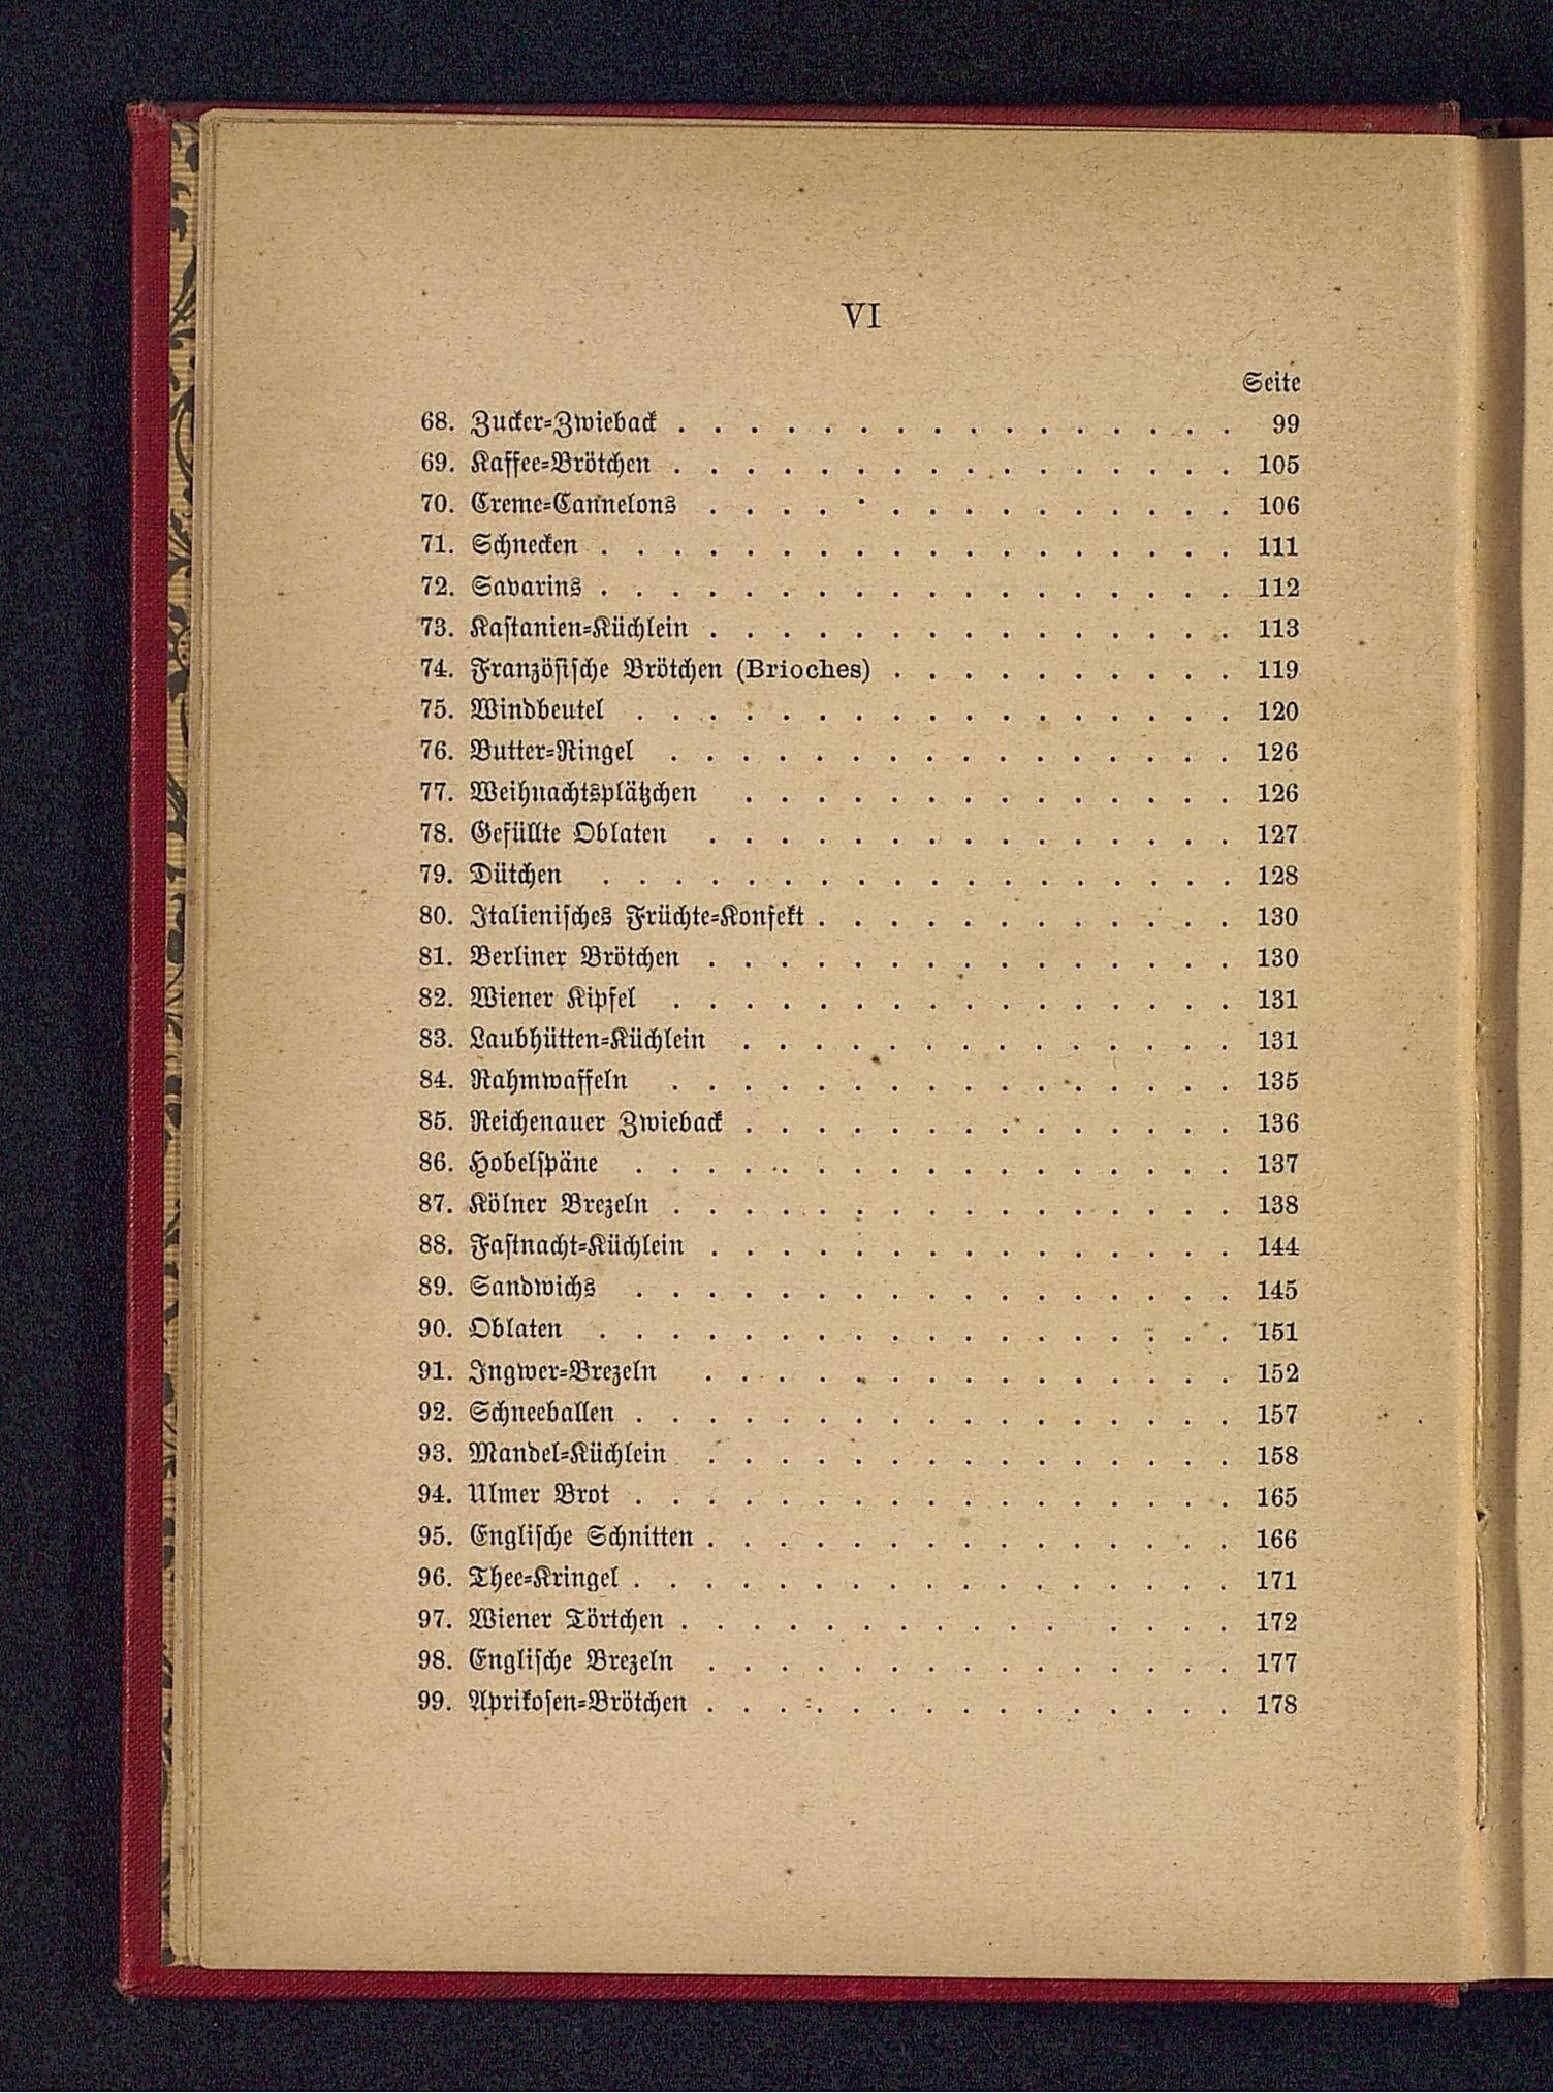 VI
Seite
68. Zucker-Zwieback . . . . . . . . . . . . . . . . 99
69. Kaffee-Brötchen . . . . . . . . . . . . . . . . 105
70. Creme-Cannelons . . . . . . . . . . . . . . . 106
71. Schnecken . . . . . . . . . . . . . . . . . . 111
72. Savarins . . . . . . . . . . . . . . . . . . 112
73. Kastanien-Küchlein . . . . . . . . . . . . . . . 113
74. Französische Brötchen (Brioches) . . . . . . . . . . 119
75. Windbeutel . . . . . . . . . . . . . . . . . 120
76. Butter-Ringel . . . . . . . . . . . . . . . . 126
77. Weihnachtsplätzchen . . . . . . . . . . . . . . 126
78. Gefüllte Oblaten . . . . . . . . . . . . . . . 127
79. Dütchen . . . . . . . . . . . . . . . . . . 128
80. Italienisches Früchte-Konfekt . . . . . . . . . . . . 130
81. Berliner Brötchen . . . . . . . . . . . . . . . 130
82. Wiener Kipfel . . . . . . . . . . . . . . . . 131
83. Laubhütten-Küchlein . . . . . . . . . . . . . . 131
84. Rahmwaffeln . . . . . . . . . . . . . . . . 135
85. Reichenauer Zwieback . . . . . . . . . . . . . . 136
86. Hobelspäne . . . . . . . . . . . . . . . . . 137
87. Kölner Brezeln . . . . . . . . . . . . . . . . 138
88. Fastnacht-Küchlein . . . . . . . . . . . . . . . 144
89. Sandwichs . . . . . . . . . . . . . . . . . 145
90. Oblaten . . . . . . . . . . . . . . . . . . 151
91. Ingwer-Brezeln . . . . . . . . . . . . . . . 152
92. Schneeballen . . . . . . . . . . . . . . . . . 157
93. Mandel-Küchlein . . . . . . . . . . . . . . . 158
94. Ulmer Brot . . . . . . . . . . . . . . . . . 165
95. Englische Schnitten . . . . . . . . . . . . . . . 166
96. Thee-Kringel . . . . . . . . . . . . . . . . . 171
97. Wiener Törtchen . . . . . . . . . . . . . . . 172
98. Englische Brezeln . . . . . . . . . . . . . . . 177
99. Aprikosen-Brötchen . . . . . . . . . . . . . . . 178